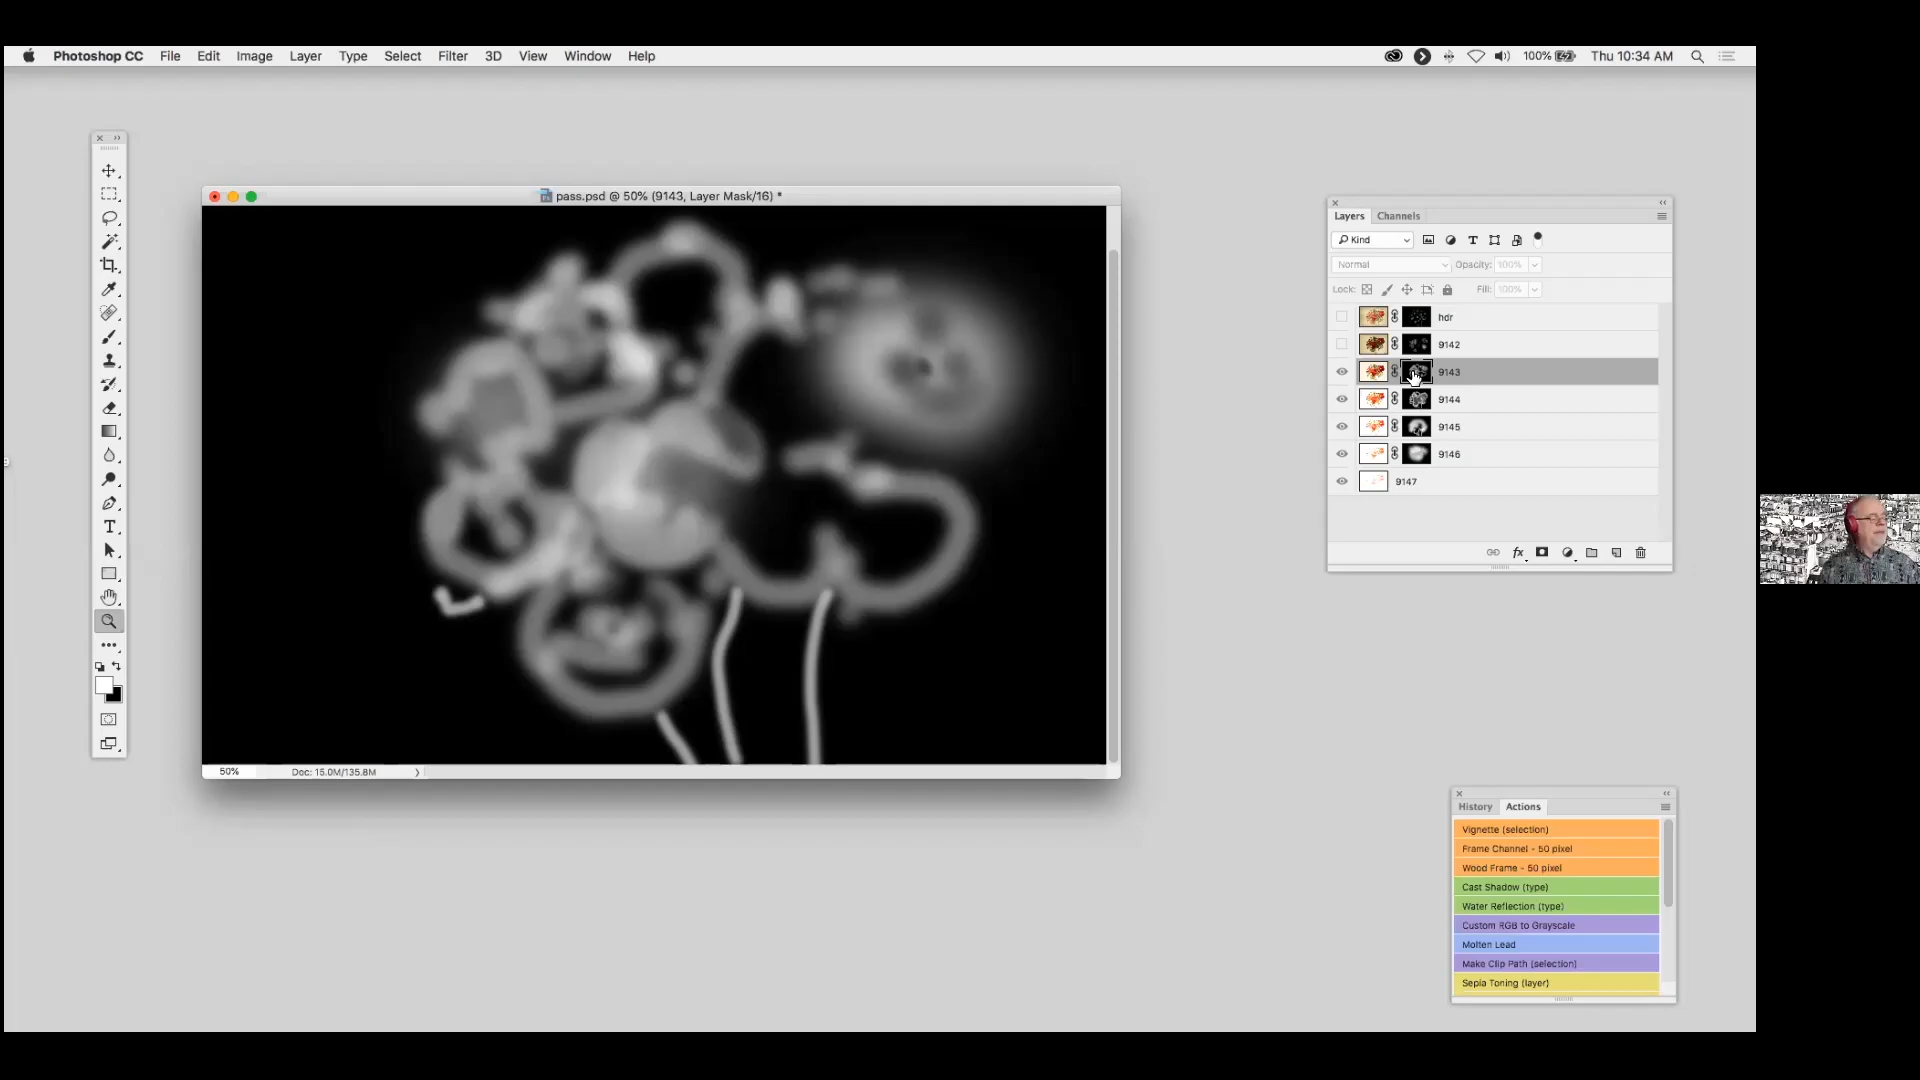 Photoshop CC File Edit Image Layer Type Select Filter 3D View Window Help 100% Thu 10:34 AM
pass.psd @ 50% (9143, Layer Mask/16) *
Layers Channels
Kind
Normal Opacity: 100%
Lock: Fill: 100%
hdr
9142
9143
9144
9145
9146
9147
fx
50% Doc: 15.0M/135.8M
History Actions
Vignette (selection)
Frame Channel - 50 pixel
Wood Frame - 50 pixel
Cast Shadow (type)
Water Reflection (type)
Custom RGB to Grayscale
Molten Lead
Make Clip Path (selection)
Sepia Toning (layer)